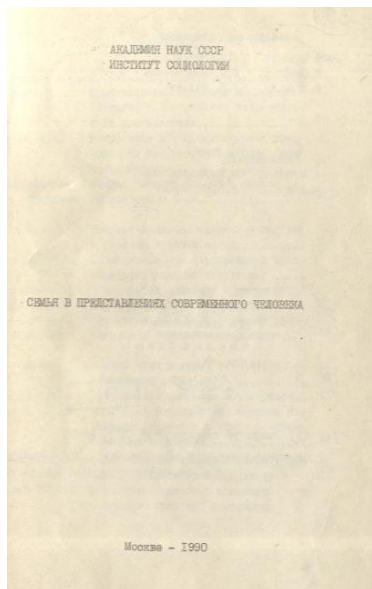 АКАДЕМИЯ НАУК СССР
ИНСТИТУТ СОЦИОЛОГИИ
СЕМЬЯ В ПРЕДСТАВЛЕНИЯХ СОВРЕМЕННОГО ЧЕЛОВЕКА
Москва - 1990